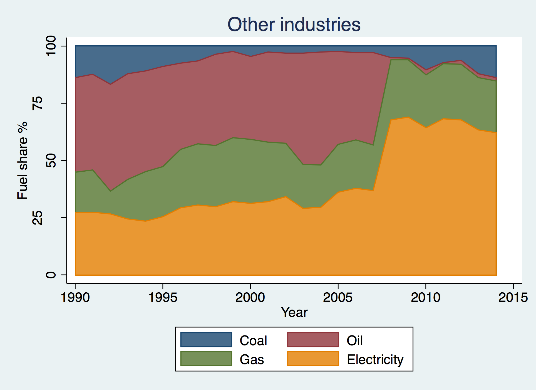 Other industries
Fuel share %
100
75
50
25
0
1990 1995 2000 2005 2010 2015
Year
Coal Oil
Gas Electricity